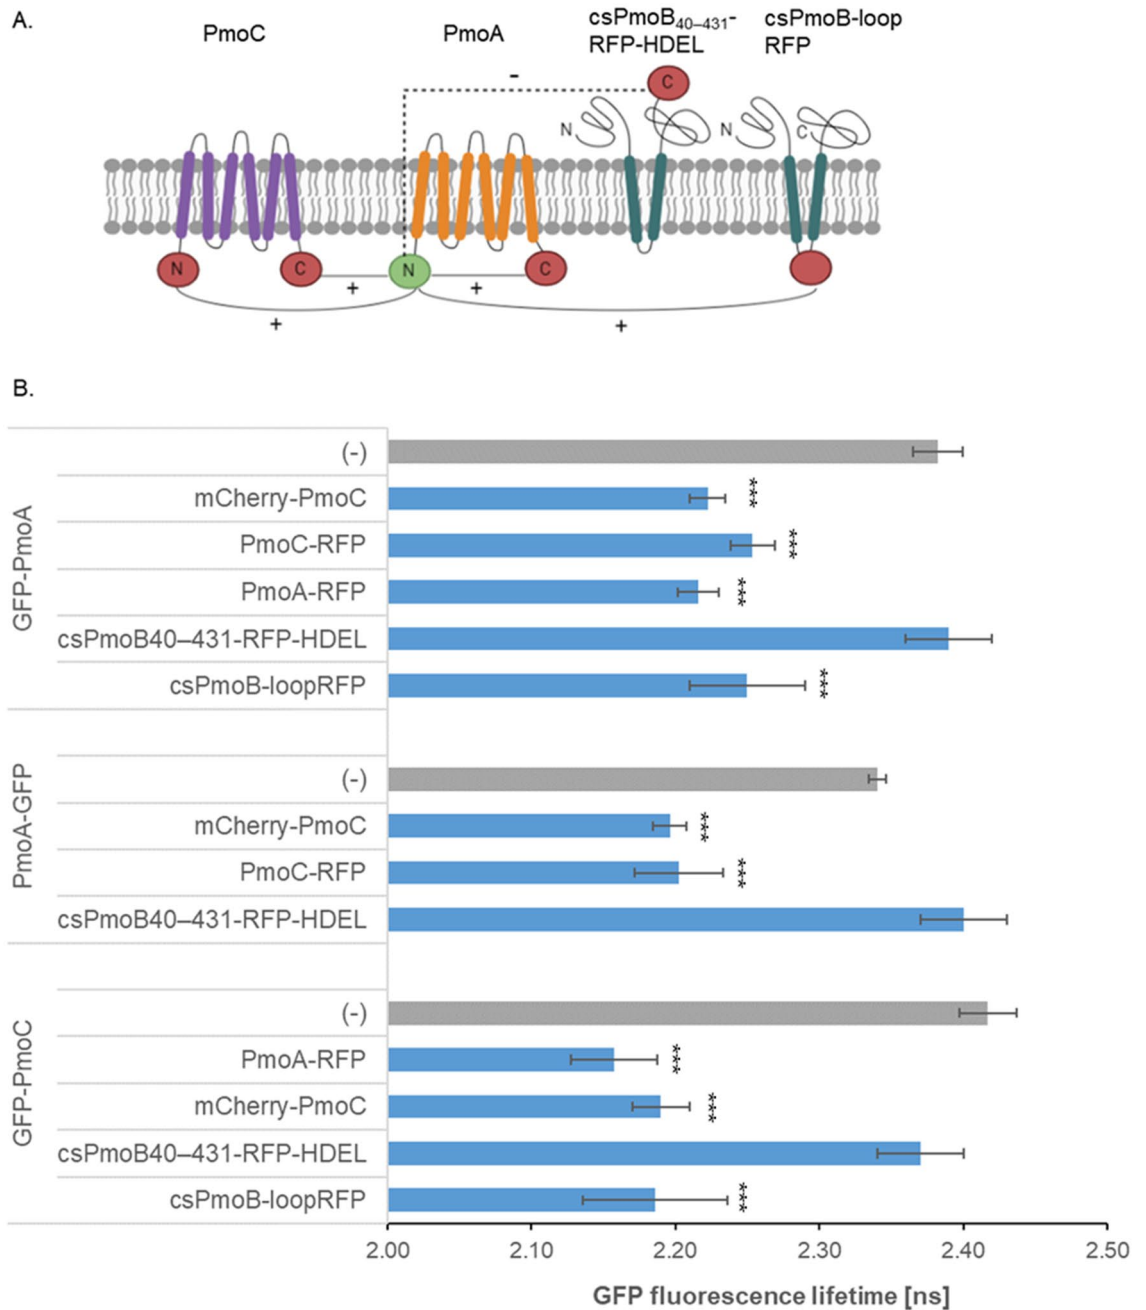 A.
PmoC
PmoA
csPmoB40–431-
RFP-HDEL
csPmoB-loop
RFP
-
C
N
N
C
N
C
N
C
+
+
+
+
B.
GFP-PmoA
(-)
mCherry-PmoC
***
PmoC-RFP
***
PmoA-RFP
***
csPmoB40–431-RFP-HDEL
csPmoB-loopRFP
***
PmoA-GFP
(-)
mCherry-PmoC
***
PmoC-RFP
***
csPmoB40–431-RFP-HDEL
GFP-PmoC
(-)
PmoA-RFP
***
mCherry-PmoC
***
csPmoB40–431-RFP-HDEL
csPmoB-loopRFP
***
2.00 2.10 2.20 2.30 2.40 2.50
GFP fluorescence lifetime [ns]